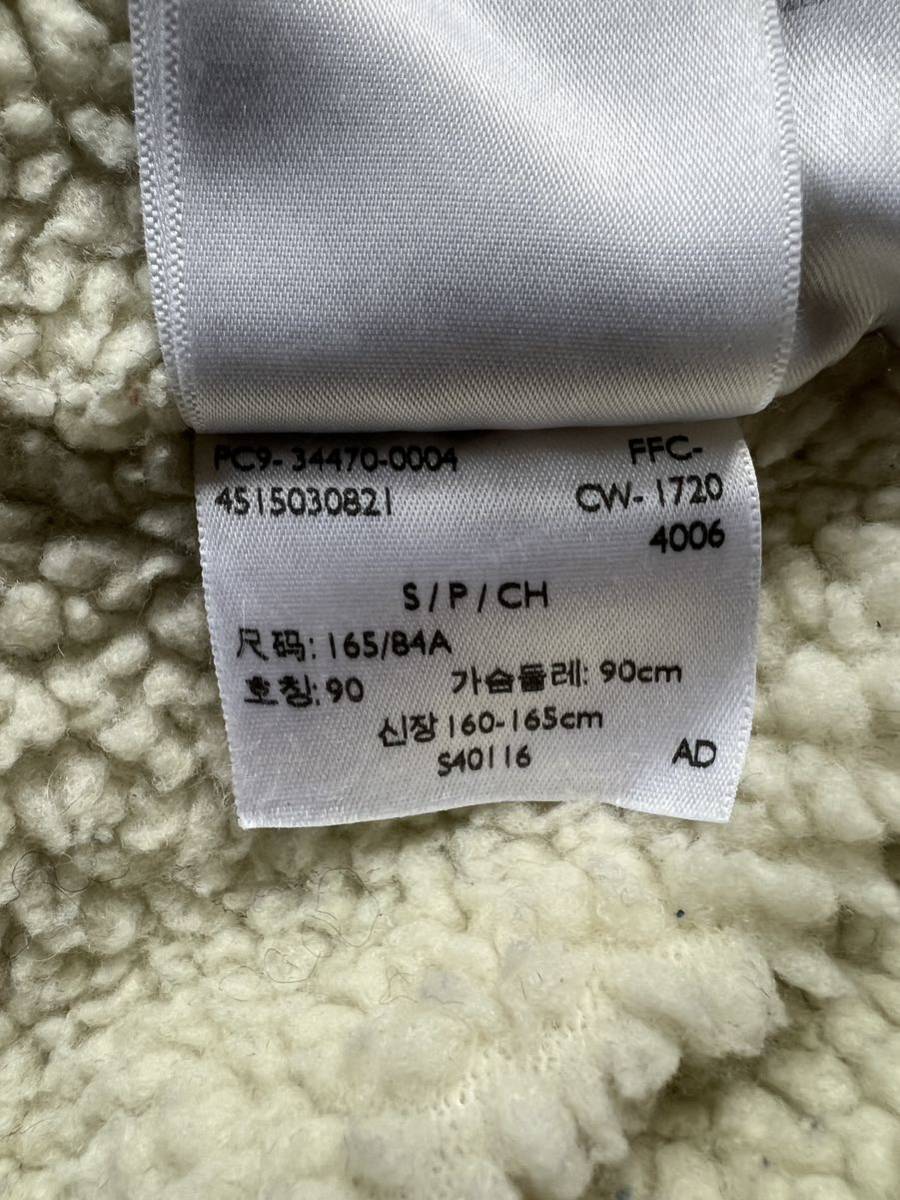 PC9-34470-0004 FFC-
4515030821 CW-1720
4006
S/P/CH
尺码: 165/84A
호칭: 90 가슴둘레: 90cm
신장 160-165cm
S40116 AD